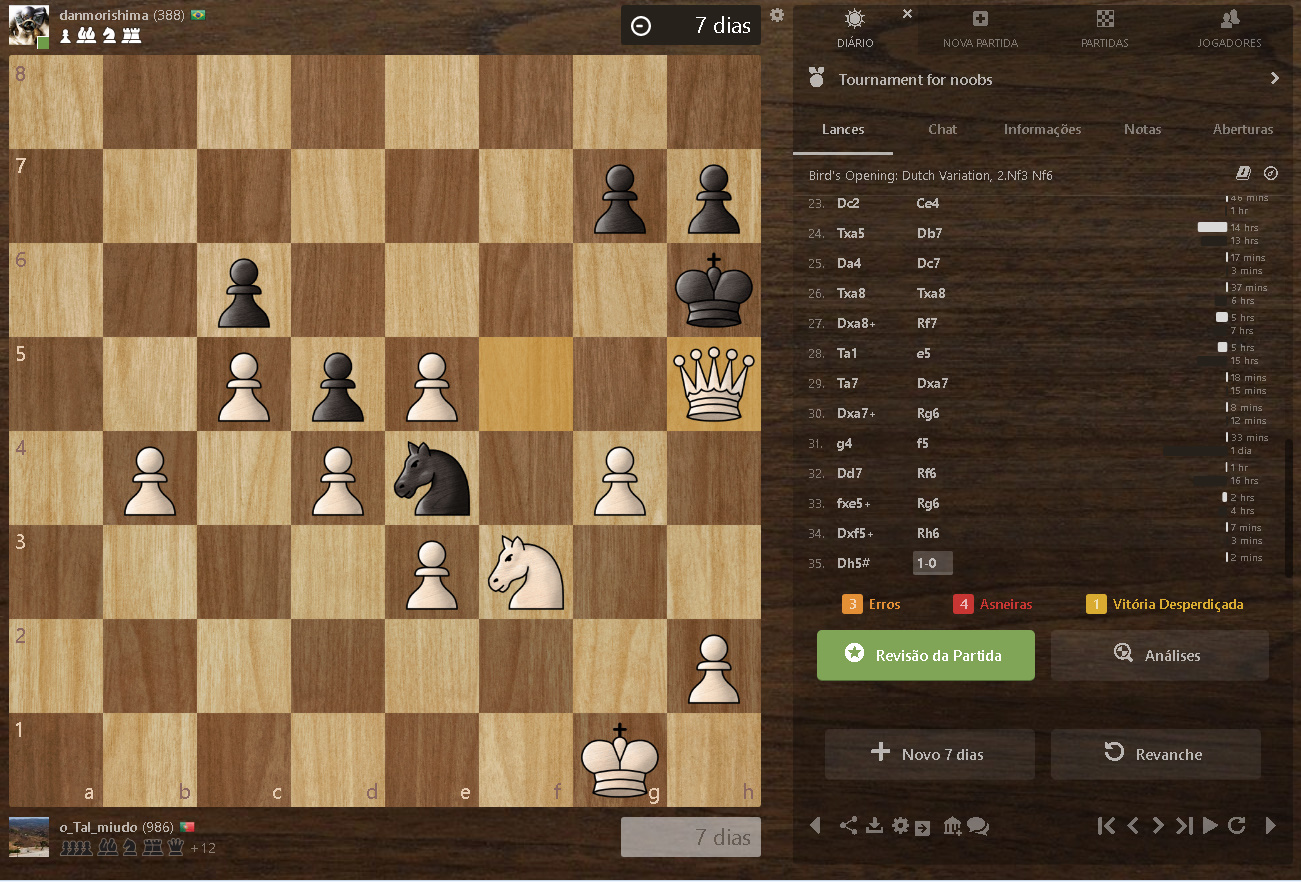 danmorishima (388)
7 dias
8
7
6
5
4
3
2
1
a b c d e f g h
o_Tal_miudo (986)
+12
7 dias
DIÁRIO NOVA PARTIDA PARTIDAS JOGADORES
Tournament for noobs
Lances Chat Informações Notas Aberturas
Bird's Opening: Dutch Variation, 2.Nf3 Nf6
23. Dc2 Ce4 46 mins
1 hr
24. Txa5 Db7 14 hrs
13 hrs
25. Da4 Dc7 17 mins
3 mins
26. Txa8 Txa8 37 mins
6 hrs
27. Dxa8+ Rf7 5 hrs
7 hrs
28. Ta1 e5 5 hrs
15 hrs
29. Ta7 Dxa7 18 mins
15 mins
30. Dxa7+ Rg6 8 mins
12 mins
31. g4 f5 33 mins
1 dia
32. Dd7 Rf6 1 hr
16 hrs
33. fxe5+ Rg6 2 hrs
4 hrs
34. Dxf5+ Rh6 7 mins
3 mins
35. Dh5# 1-0 2 mins
3 Erros 4 Asneiras 1 Vitória Desperdiçada
Revisão da Partida Análises
Novo 7 dias Revanche